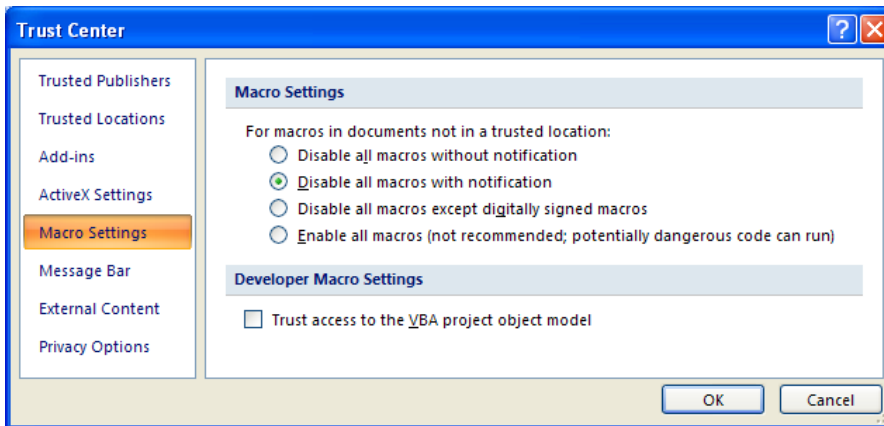 Trust Center
Trusted Publishers
Trusted Locations
Add-ins
ActiveX Settings
Macro Settings
Message Bar
External Content
Privacy Options
Macro Settings
For macros in documents not in a trusted location:
Disable all macros without notification
Disable all macros with notification
Disable all macros except digitally signed macros
Enable all macros (not recommended; potentially dangerous code can run)
Developer Macro Settings
Trust access to the VBA project object model
OK
Cancel